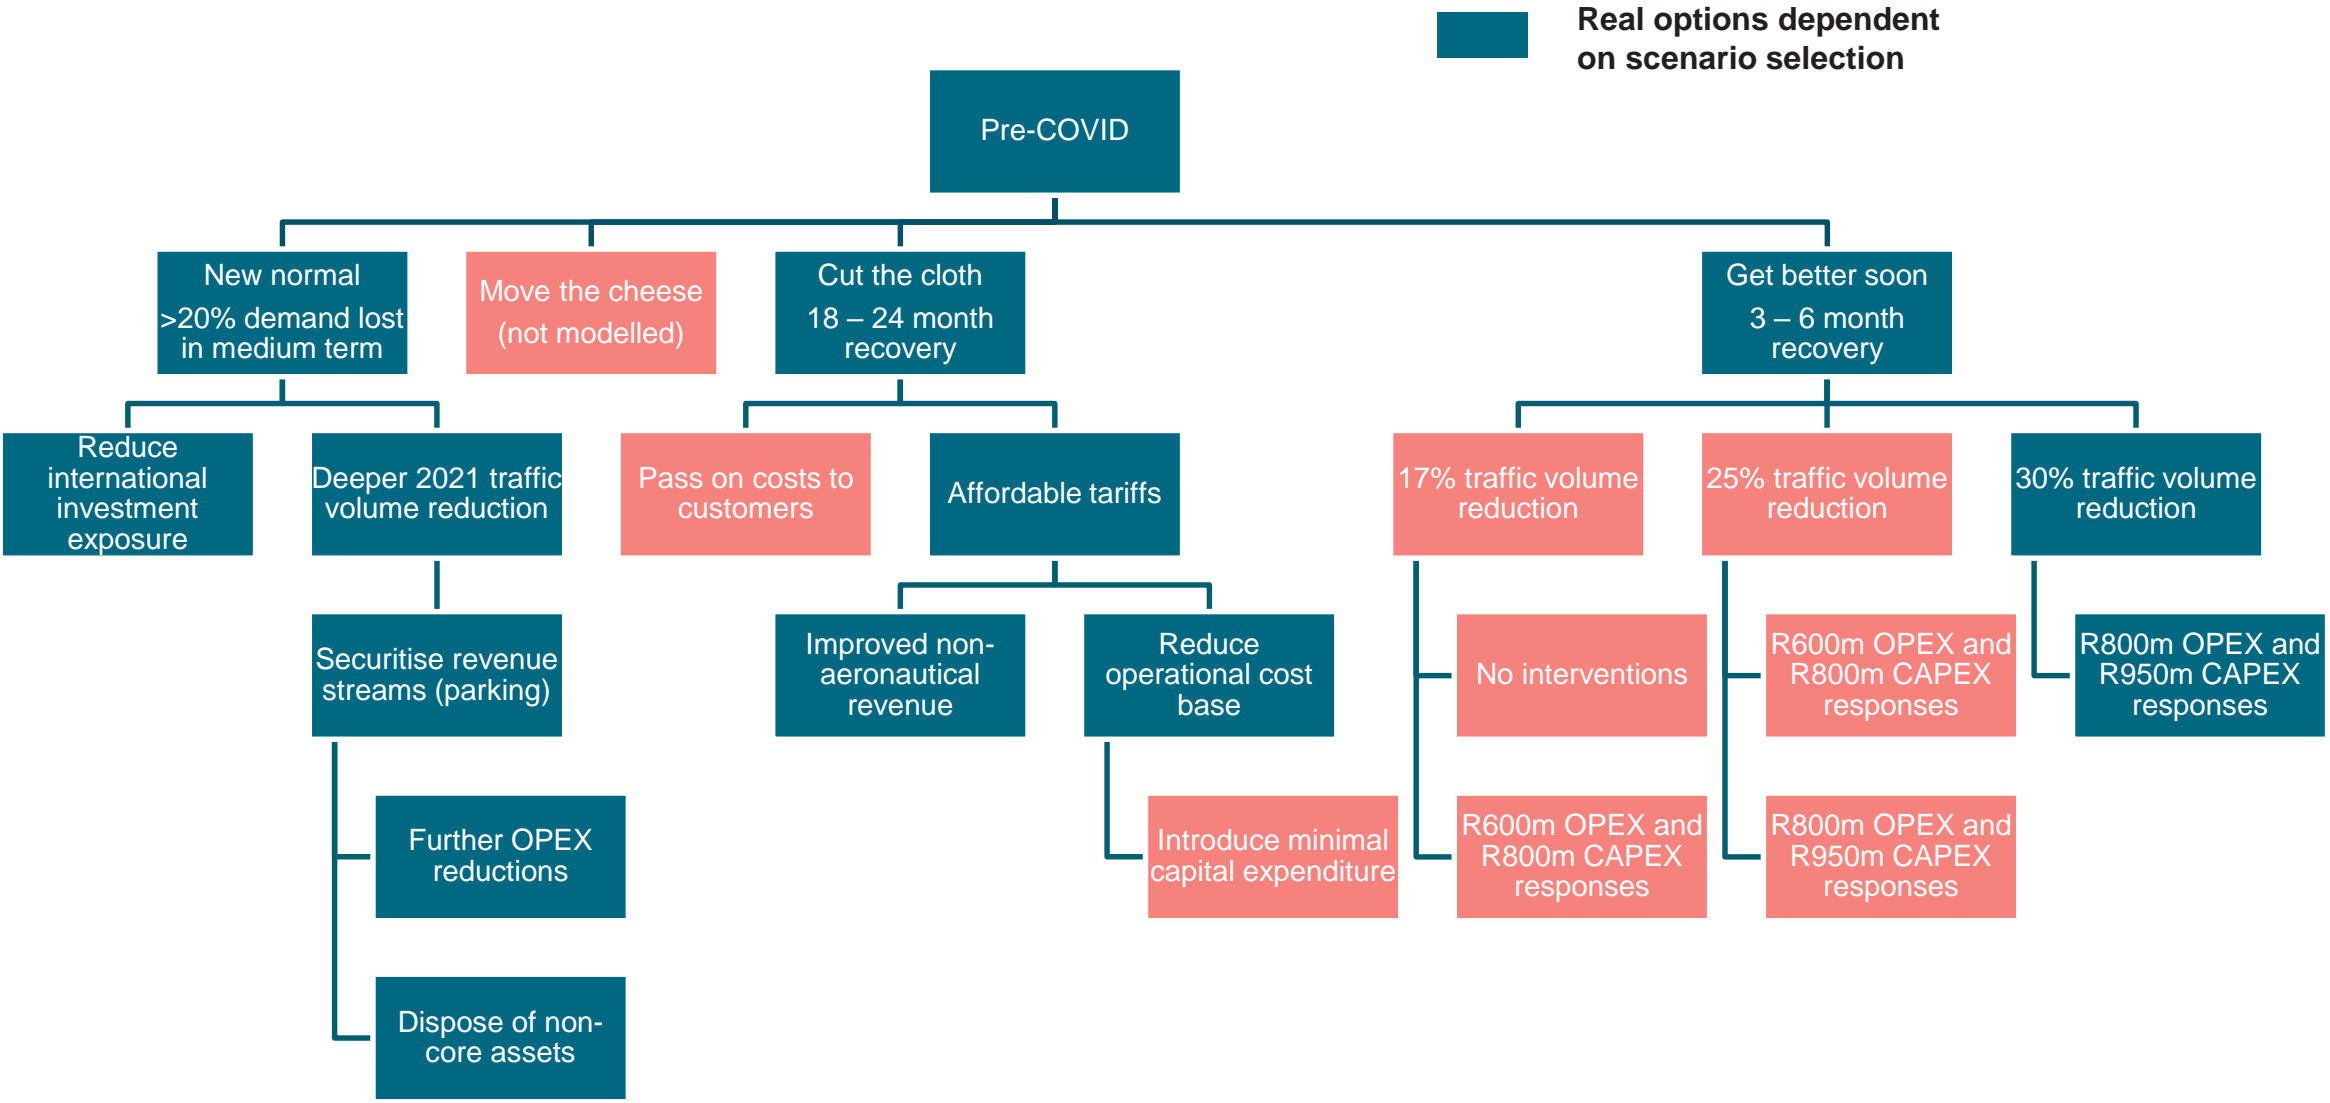 Real options dependent
on scenario selection
Pre-COVID
New normal
>20% demand lost
in medium term
Move the cheese
(not modelled)
Cut the cloth
18 – 24 month
recovery
Get better soon
3 – 6 month
recovery
Reduce
international
investment
exposure
Deeper 2021 traffic
volume reduction
Pass on costs to
customers
Affordable tariffs
17% traffic volume
reduction
25% traffic volume
reduction
30% traffic volume
reduction
Securitise revenue
streams (parking)
Improved non-
aeronautical
revenue
Reduce
operational cost
base
No interventions
R600m OPEX and
R800m CAPEX
responses
R800m OPEX and
R950m CAPEX
responses
Further OPEX
reductions
Introduce minimal
capital expenditure
R600m OPEX and
R800m CAPEX
responses
R800m OPEX and
R950m CAPEX
responses
Dispose of non-
core assets